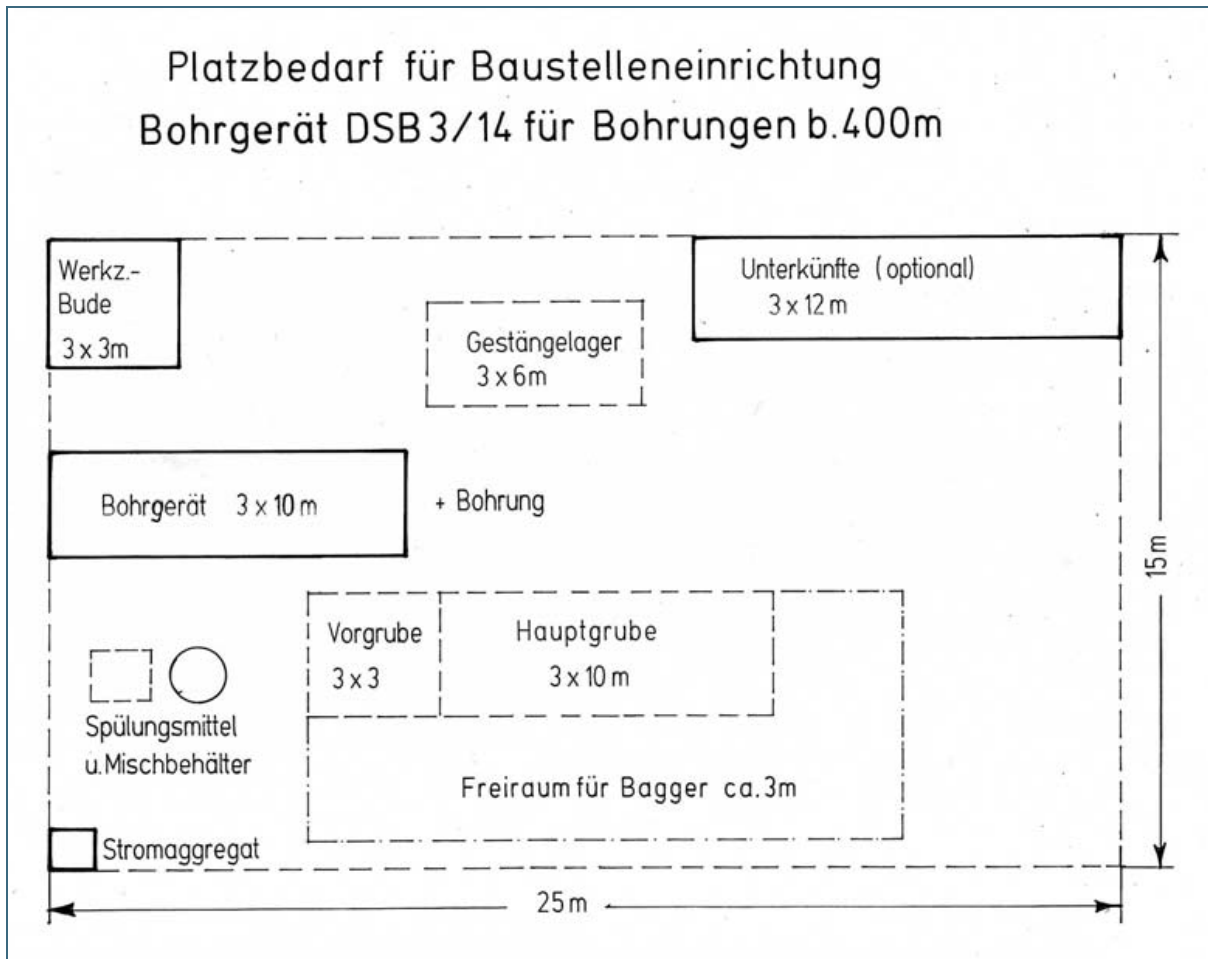 Platzbedarf für Baustelleneinrichtung
Bohrgerät DSB 3/14 für Bohrungen b. 400m
Werkz.-
Bude
3 x 3m
Unterkünfte (optional)
3 x 12 m
Gestängelager
3 x 6m
Bohrgerät 3 x 10 m
+ Bohrung
15m
Vorgrube
3 x 3
Hauptgrube
3 x 10 m
Spülungsmittel
u. Mischbehälter
Freiraum für Bagger ca. 3m
Stromaggregat
25m